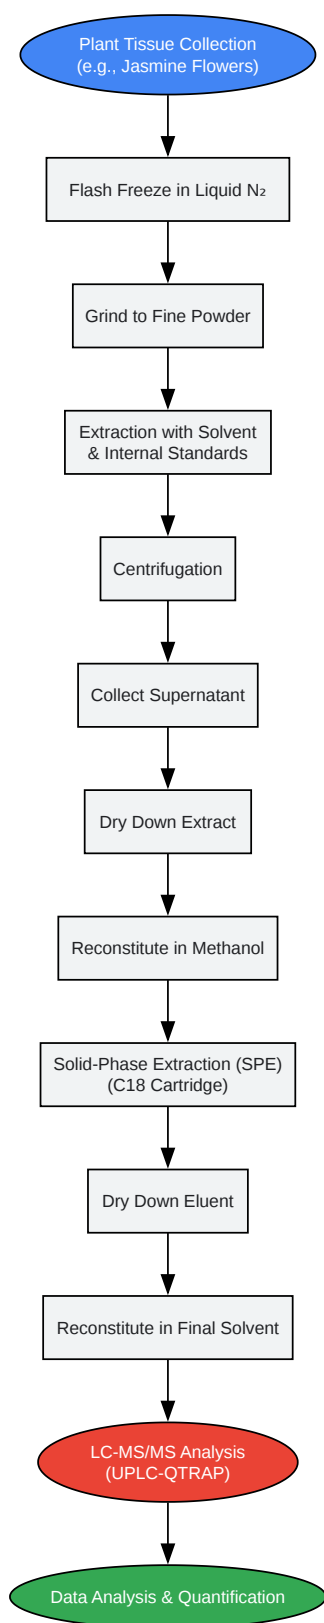 Plant Tissue Collection
(e.g., Jasmine Flowers)
Flash Freeze in Liquid N₂
Grind to Fine Powder
Extraction with Solvent
& Internal Standards
Centrifugation
Collect Supernatant
Dry Down Extract
Reconstitute in Methanol
Solid-Phase Extraction (SPE)
(C18 Cartridge)
Dry Down Eluent
Reconstitute in Final Solvent
LC-MS/MS Analysis
(UPLC-QTRAP)
Data Analysis & Quantification